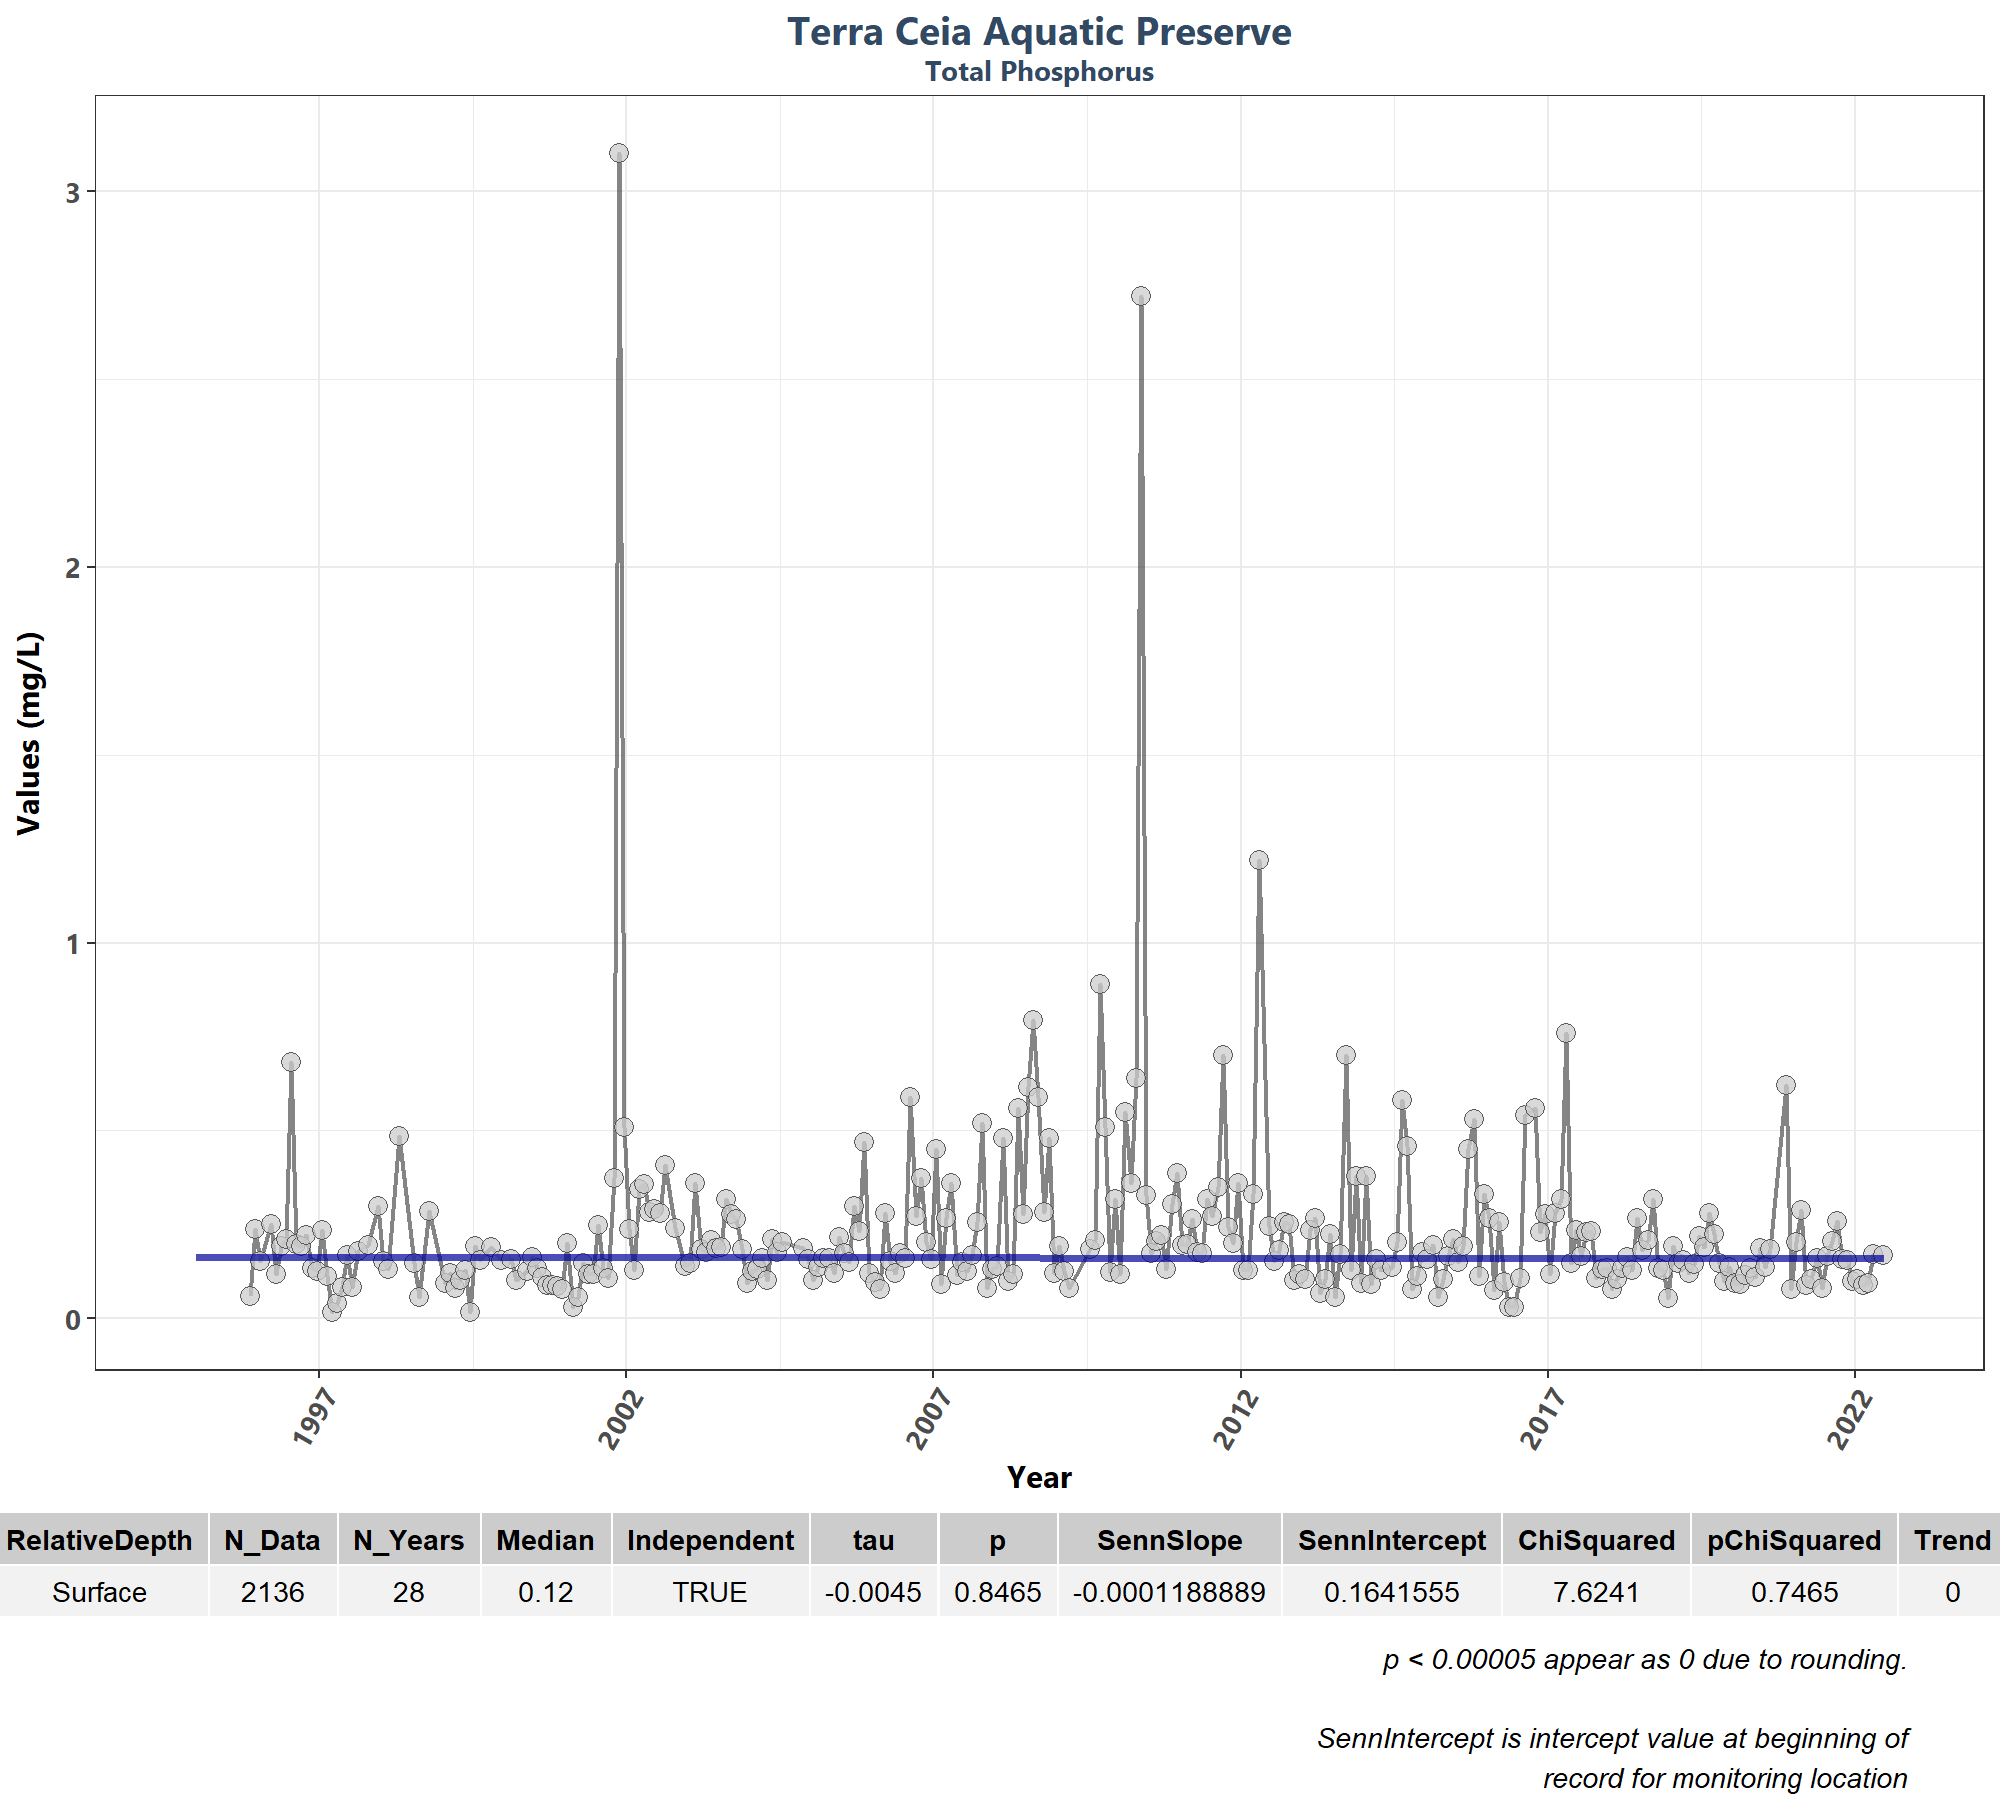 Terra Ceia Aquatic Preserve
Total Phosphorus
Values (mg/L)
3
2
1
0
1997 2002 2007 2012 2017 2022
Year
RelativeDepth N_Data N_Years Median Independent tau p SennSlope SennIntercept ChiSquared pChiSquared Trend
Surface 2136 28 0.12 TRUE -0.0045 0.8465 -0.0001188889 0.1641555 7.6241 0.7465 0
p < 0.00005 appear as 0 due to rounding.
SennIntercept is intercept value at beginning of
record for monitoring location